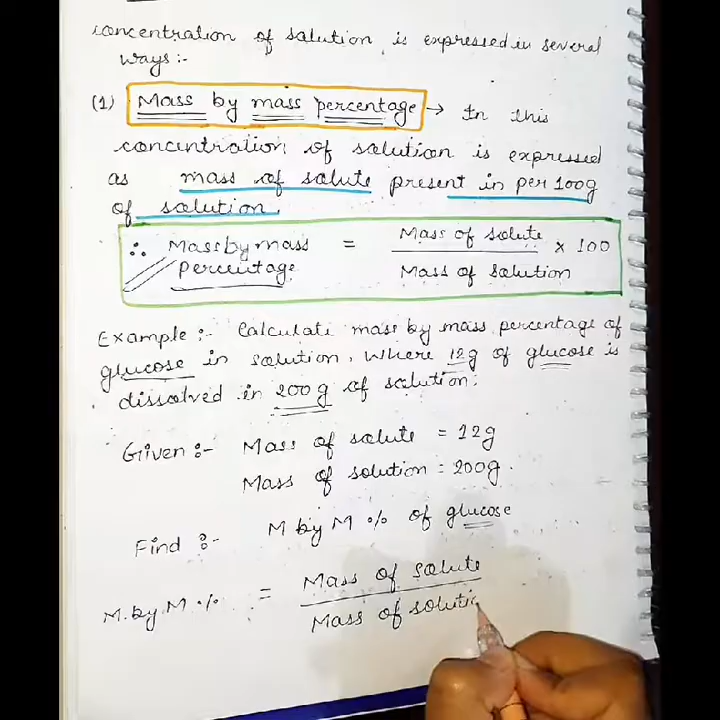 concentration of solution is expressed in several
ways :-
(1) Mass by mass percentage → In this
concentration of solution is expressed
as mass of solute present in per 100g
of solution.
∴ Mass by mass = Mass of solute × 100
percentage Mass of solution
Example :- Calculate mass by mass percentage of
glucose in solution, where 12g of glucose is
dissolved in 200g of solution.
Given :- Mass of solute = 12g
Mass of solution = 200g.
Find :- M by M % of glucose
M by M % = Mass of solute
Mass of soluti